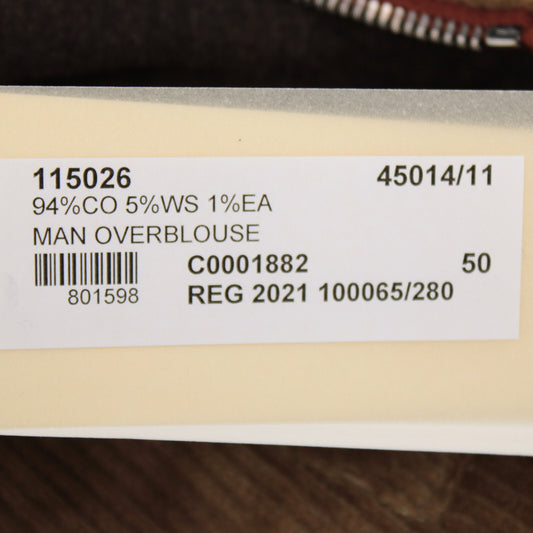 115026 45014/11
94%CO 5%WS 1%EA
MAN OVERBLOUSE
C0001882 50
801598 REG 2021 100065/280